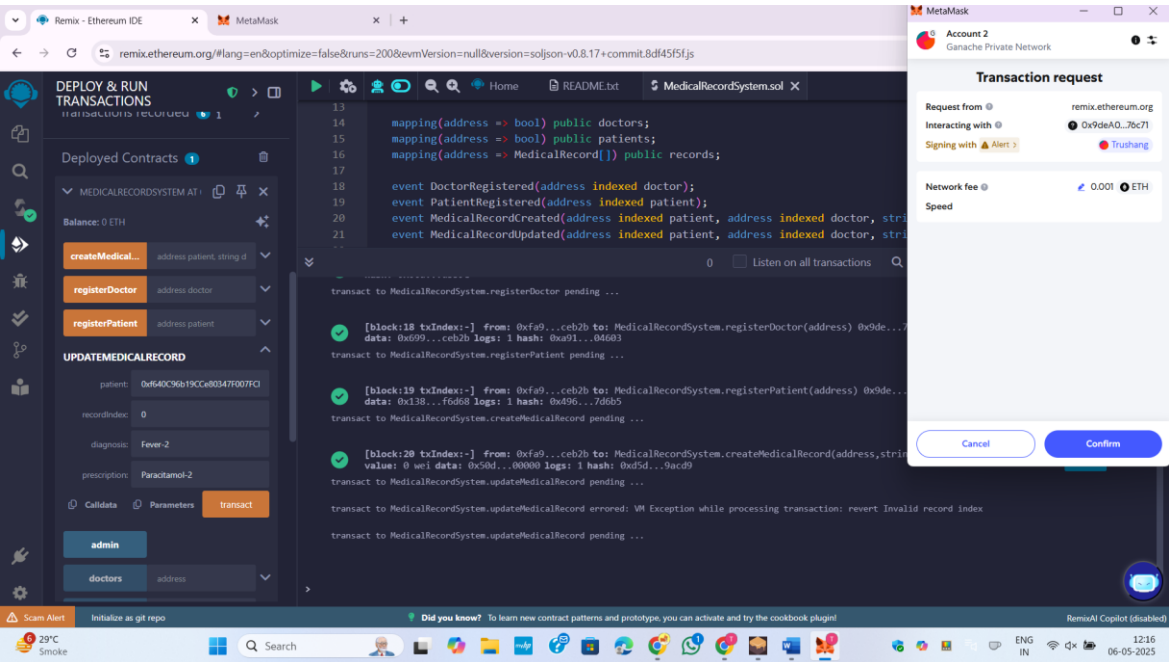 Remix - Ethereum IDE
MetaMask
remix.ethereum.org/#lang=en&optimize=false&runs=200&evmVersion=null&version=soljson-v0.8.17+commit.8df45f5f.js
DEPLOY & RUN
TRANSACTIONS
Transactions recorded 6 1
Deployed Contracts 1
MEDICALRECORDSYSTEM AT
Balance: 0 ETH
createMedical... address patient, string d
registerDoctor address doctor
registerPatient address patient
UPDATEMEDICALRECORD
patient: 0xf640C96b19CCe80347F007FCl
recordIndex: 0
diagnosis: Fever-2
prescription: Paracitamol-2
Calldata Parameters transact
admin
doctors address
Home README.txt MedicalRecordSystem.sol
13
14 mapping(address => bool) public doctors;
15 mapping(address => bool) public patients;
16 mapping(address => MedicalRecord[]) public records;
17
18 event DoctorRegistered(address indexed doctor);
19 event PatientRegistered(address indexed patient);
20 event MedicalRecordCreated(address indexed patient, address indexed doctor, stri
21 event MedicalRecordUpdated(address indexed patient, address indexed doctor, stri
0 Listen on all transactions
transact to MedicalRecordSystem.registerDoctor pending ...
[block:18 txIndex:-] from: 0xfa9...ceb2b to: MedicalRecordSystem.registerDoctor(address) 0x9de...7
data: 0x699...ceb2b logs: 1 hash: 0xa91...04603
transact to MedicalRecordSystem.registerPatient pending ...
[block:19 txIndex:-] from: 0xfa9...ceb2b to: MedicalRecordSystem.registerPatient(address) 0x9de...
data: 0x138...f6d68 logs: 1 hash: 0x496...7d6b5
transact to MedicalRecordSystem.createMedicalRecord pending ...
[block:20 txIndex:-] from: 0xfa9...ceb2b to: MedicalRecordSystem.createMedicalRecord(address,strin
value: 0 wei data: 0x50d...00000 logs: 1 hash: 0xd5d...9acd9
transact to MedicalRecordSystem.updateMedicalRecord pending ...
transact to MedicalRecordSystem.updateMedicalRecord errored: VM Exception while processing transaction: revert Invalid record index
transact to MedicalRecordSystem.updateMedicalRecord pending ...
>
MetaMask
Account 2
Ganache Private Network
Transaction request
Request from remix.ethereum.org
Interacting with 0x9deA0...76c71
Signing with Alert > Trushang
Network fee 0.001 ETH
Speed
Cancel Confirm
Scam Alert Initialize as git repo Did you know? To learn new contract patterns and prototype, you can activate and try the cookbook plugin! RemixAI Copilot (disabled)
6 29°C
Smoke
Search
ENG
IN
12:16
06-05-2025